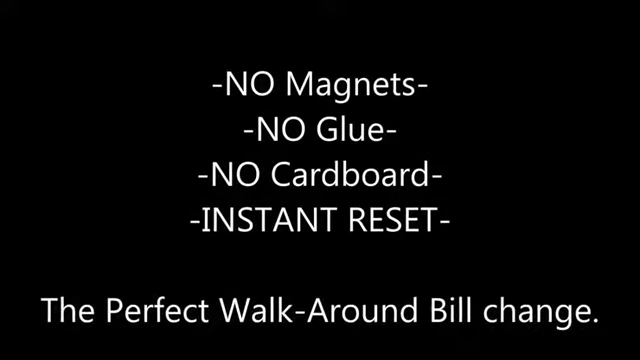 -NO Magnets-
-NO Glue-
-NO Cardboard-
-INSTANT RESET-
The Perfect Walk-Around Bill change.